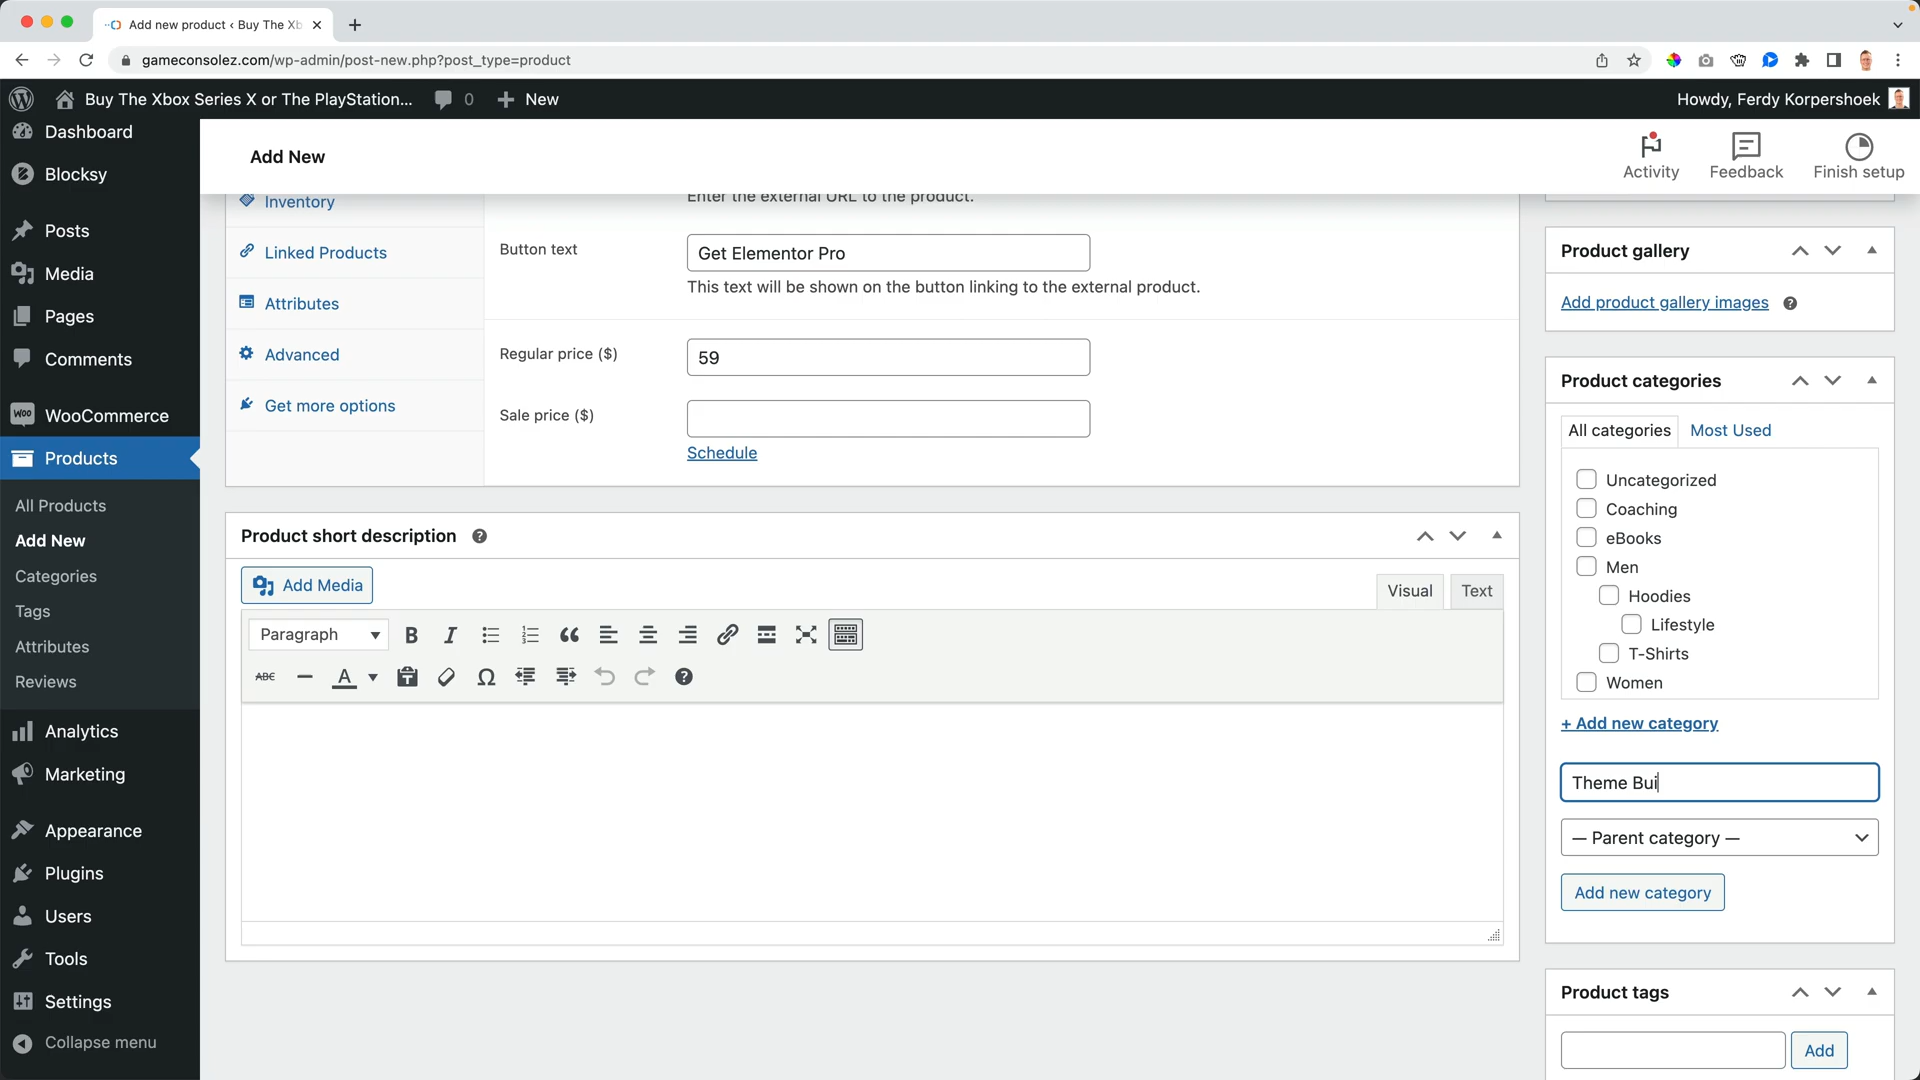 Add new product ‹ Buy The Xb
gameconsolez.com/wp-admin/post-new.php?post_type=product
Buy The Xbox Series X or The PlayStation...
0
New
Howdy, Ferdy Korpershoek
Dashboard
Blocksy
Posts
Media
Pages
Comments
WooCommerce
Products
All Products
Add New
Categories
Tags
Attributes
Reviews
Analytics
Marketing
Appearance
Plugins
Users
Tools
Settings
Collapse menu
Add New
Activity
Feedback
Finish setup
Inventory
Linked Products
Attributes
Advanced
Get more options
Enter the external URL to the product.
Button text
Get Elementor Pro
This text will be shown on the button linking to the external product.
Regular price ($)
59
Sale price ($)
Schedule
Product short description
Add Media
Visual
Text
Paragraph
Product gallery
Add product gallery images
Product categories
All categories
Most Used
Uncategorized
Coaching
eBooks
Men
Hoodies
Lifestyle
T-Shirts
Women
+ Add new category
Theme Bui
— Parent category —
Add new category
Product tags
Add